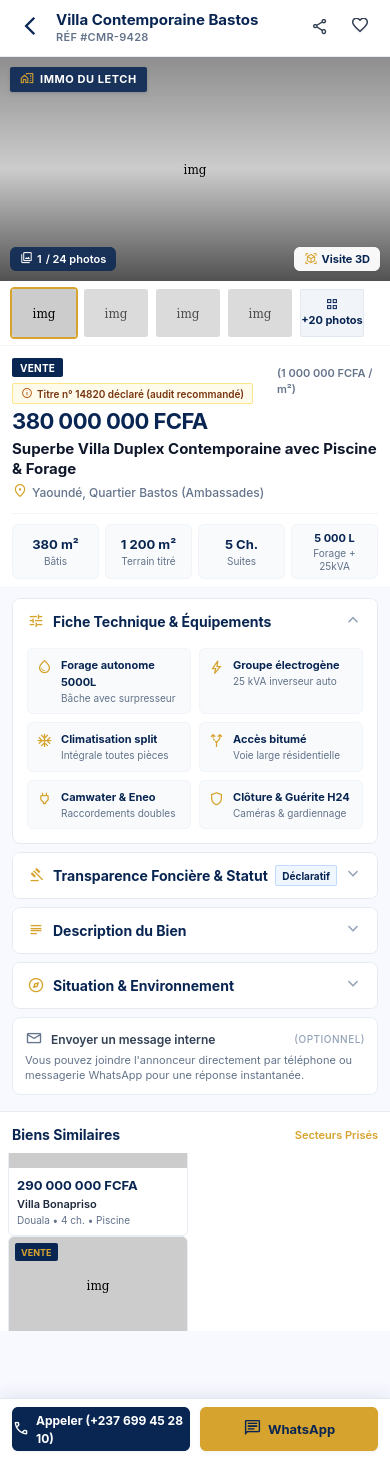 Villa Contemporaine Bastos
RÉF #CMR-9428
IMMO DU LETCH
img
1 / 24 photos
Visite 3D
img
img
img
img
+20 photos
VENTE
Titre n° 14820 déclaré (audit recommandé)
(1 000 000 FCFA /
m²)
380 000 000 FCFA
Superbe Villa Duplex Contemporaine avec Piscine
& Forage
Yaoundé, Quartier Bastos (Ambassades)
380 m²
Bâtis
1 200 m²
Terrain titré
5 Ch.
Suites
5 000 L
Forage +
25kVA
Fiche Technique & Équipements
Forage autonome
5000L
Bâche avec surpresseur
Groupe électrogène
25 kVA inverseur auto
Climatisation split
Intégrale toutes pièces
Accès bitumé
Voie large résidentielle
Camwater & Eneo
Raccordements doubles
Clôture & Guérite H24
Caméras & gardiennage
Transparence Foncière & Statut
Déclaratif
Description du Bien
Situation & Environnement
Envoyer un message interne
(OPTIONNEL)
Vous pouvez joindre l'annonceur directement par téléphone ou
messagerie WhatsApp pour une réponse instantanée.
Biens Similaires
Secteurs Prisés
290 000 000 FCFA
Villa Bonapriso
Douala • 4 ch. • Piscine
VENTE
img
Appeler (+237 699 45 28
10)
WhatsApp